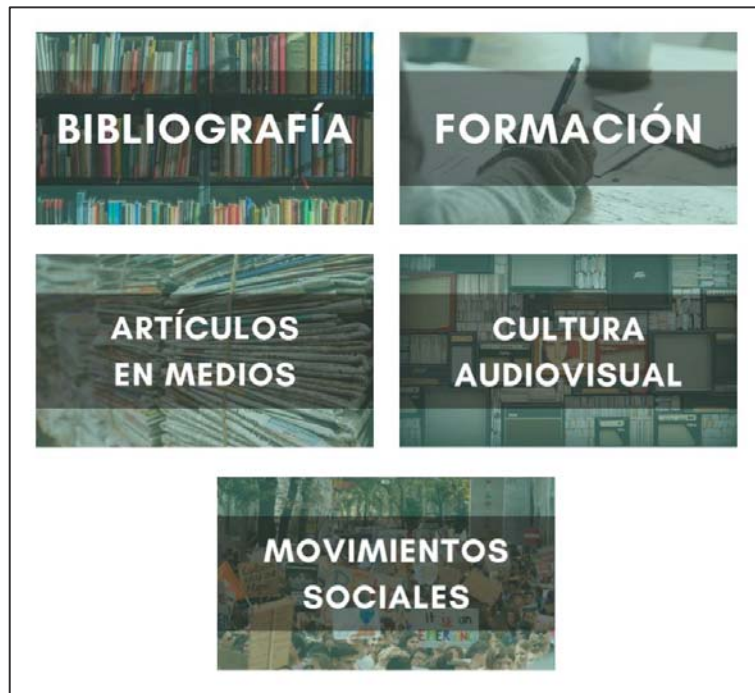 BIBLIOGRAFÍA
FORMACIÓN
ARTÍCULOS
EN MEDIOS
CULTURA
AUDIOVISUAL
MOVIMIENTOS
SOCIALES